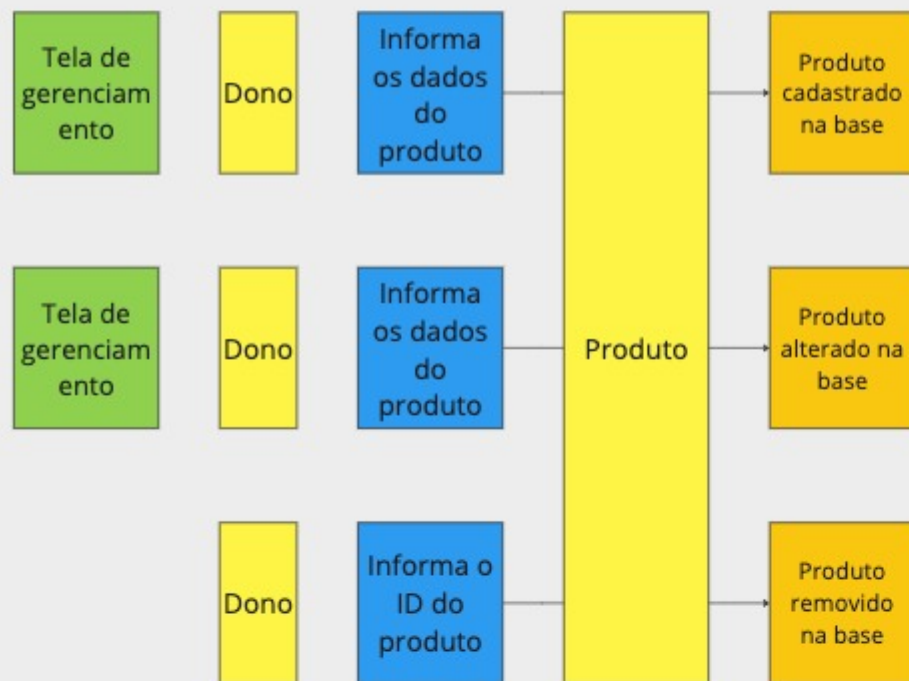 Tela de
gerenciam
ento
Dono
Informa
os dados
do
produto
Produto
cadastrado
na base
Tela de
gerenciam
ento
Dono
Informa
os dados
do
produto
Produto
Produto
alterado na
base
Dono
Informa o
ID do
produto
Produto
removido
na base